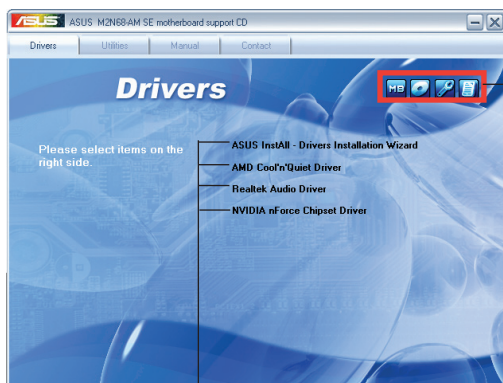 ASUS ASUS M2N68-AM SE motherboard support CD
Drivers Utilities Manual Contact
Drivers
MB
Please select items on the
right side.
ASUS InstAll - Drivers Installation Wizard
AMD Cool'n'Quiet Driver
Realtek Audio Driver
NVIDIA nForce Chipset Driver